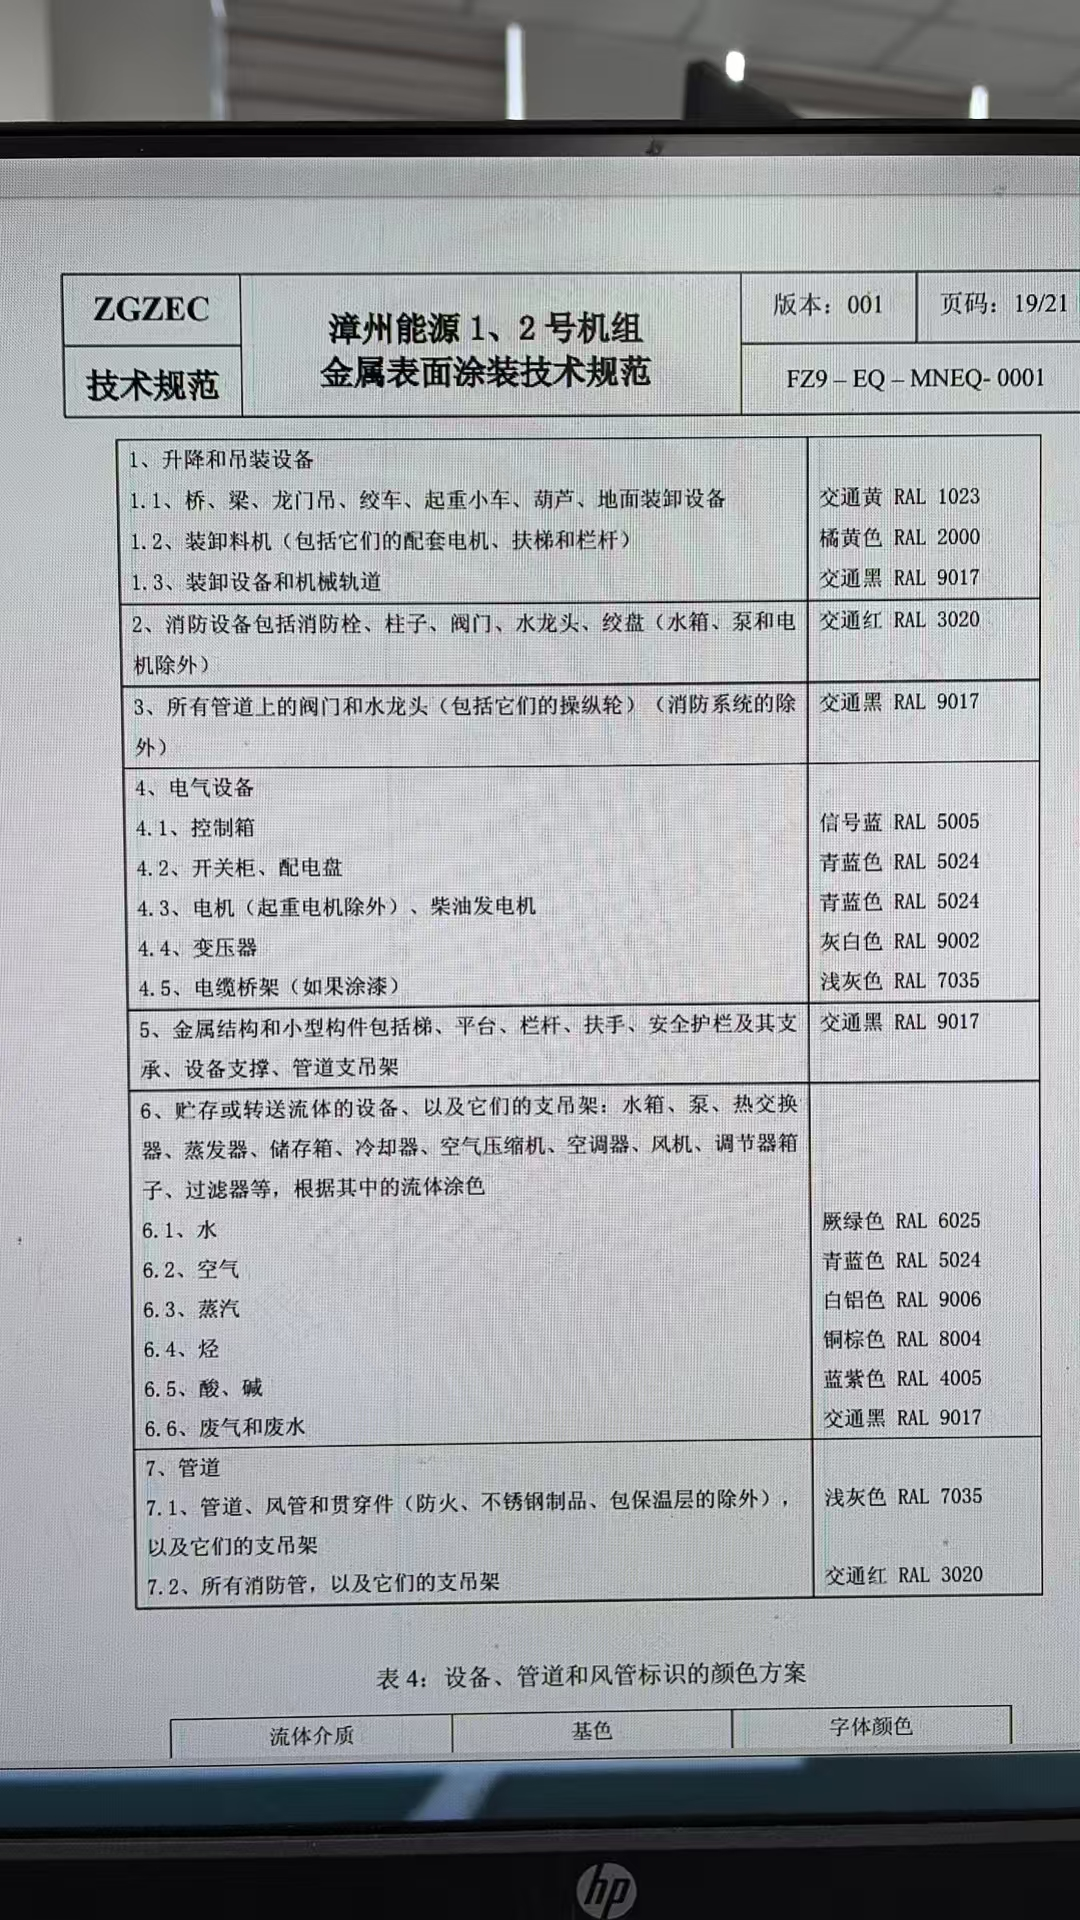 ZGZEC
技术规范
漳州能源1、2号机组
金属表面涂装技术规范
版本：001
页码：19/21
FZ9 – EQ – MNEQ- 0001
1、升降和吊装设备
1.1、桥、梁、龙门吊、绞车、起重小车、葫芦、地面装卸设备 交通黄 RAL 1023
1.2、装卸料机（包括它们的配套电机、扶梯和栏杆） 橘黄色 RAL 2000
1.3、装卸设备和机械轨道 交通黑 RAL 9017
2、消防设备包括消防栓、柱子、阀门、水龙头、绞盘（水箱、泵和电 交通红 RAL 3020
机除外）
3、所有管道上的阀门和水龙头（包括它们的操纵轮）（消防系统的除 交通黑 RAL 9017
外）
4、电气设备
4.1、控制箱 信号蓝 RAL 5005
4.2、开关柜、配电盘 青蓝色 RAL 5024
4.3、电机（起重电机除外）、柴油发电机 青蓝色 RAL 5024
4.4、变压器 灰白色 RAL 9002
4.5、电缆桥架（如果涂漆） 浅灰色 RAL 7035
5、金属结构和小型构件包括梯、平台、栏杆、扶手、安全护栏及其支 交通黑 RAL 9017
承、设备支撑、管道支吊架
6、贮存或转送流体的设备、以及它们的支吊架：水箱、泵、热交换
器、蒸发器、储存箱、冷却器、空气压缩机、空调器、风机、调节器箱
子、过滤器等，根据其中的流体涂色
6.1、水 厥绿色 RAL 6025
6.2、空气 青蓝色 RAL 5024
6.3、蒸汽 白铝色 RAL 9006
6.4、烃 铜棕色 RAL 8004
6.5、酸、碱 蓝紫色 RAL 4005
6.6、废气和废水 交通黑 RAL 9017
7、管道
7.1、管道、风管和贯穿件（防火、不锈钢制品、包保温层的除外）， 浅灰色 RAL 7035
以及它们的支吊架
7.2、所有消防管，以及它们的支吊架 交通红 RAL 3020
表 4：设备、管道和风管标识的颜色方案
流体介质 基色 字体颜色
hp